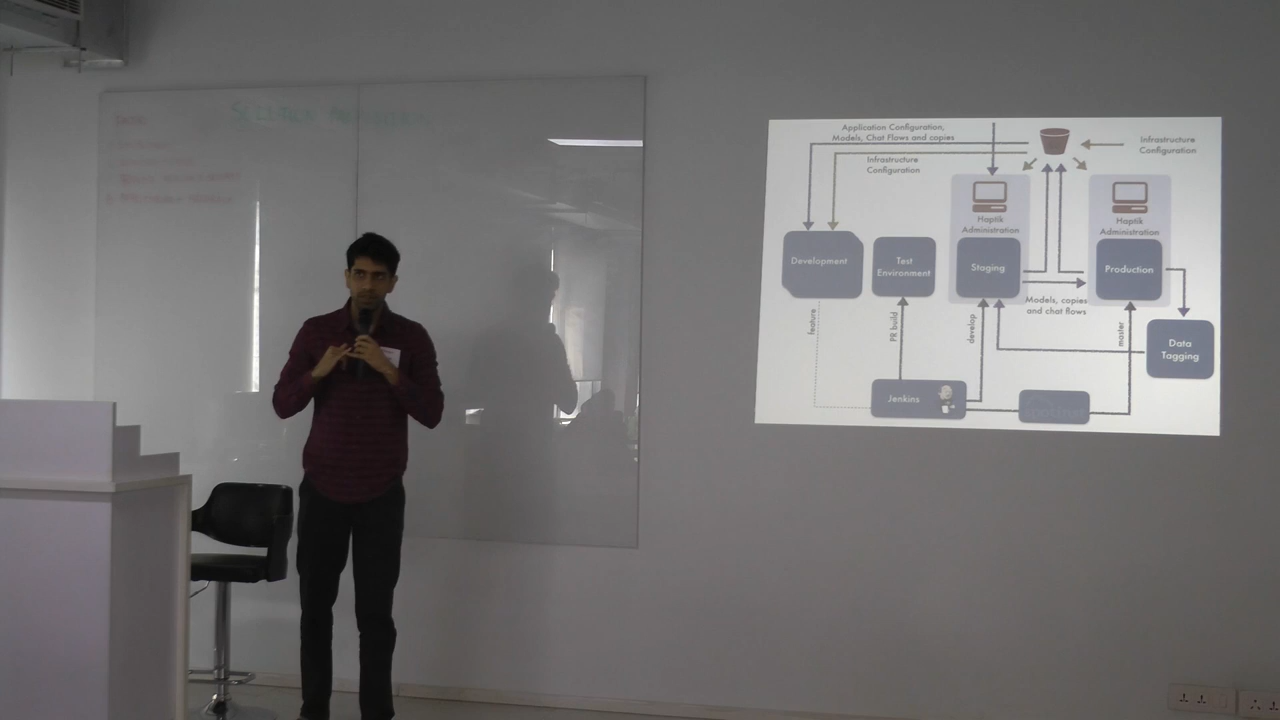 Application Configuration,
Models, Chat Flows and copies
Infrastructure
Configuration
Infrastructure
Configuration
Haptik
Administration
Haptik
Administration
Development
Test
Environment
Staging
Production
Models, copies
and chat flows
feature
PR build
develop
master
Data
Tagging
Jenkins